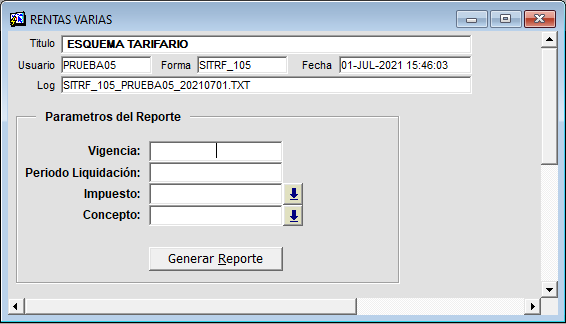 RENTAS VARIAS
Titulo ESQUEMA TARIFARIO
Usuario PRUEBA05 Forma SITRF_105 Fecha 01-JUL-2021 15:46:03
Log SITRF_105_PRUEBA05_20210701.TXT
Parametros del Reporte
Vigencia:
Periodo Liquidación:
Impuesto:
Concepto:
Generar Reporte